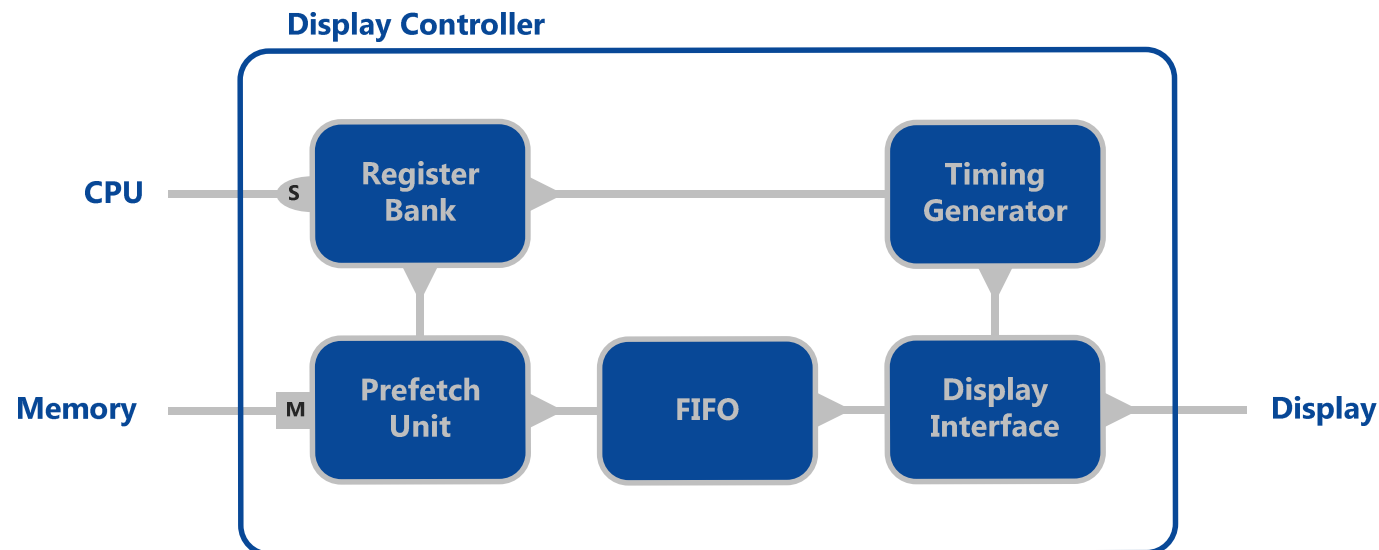 Display Controller
CPU
S
Register
Bank
Timing
Generator
Memory
M
Prefetch
Unit
FIFO
Display
Interface
Display